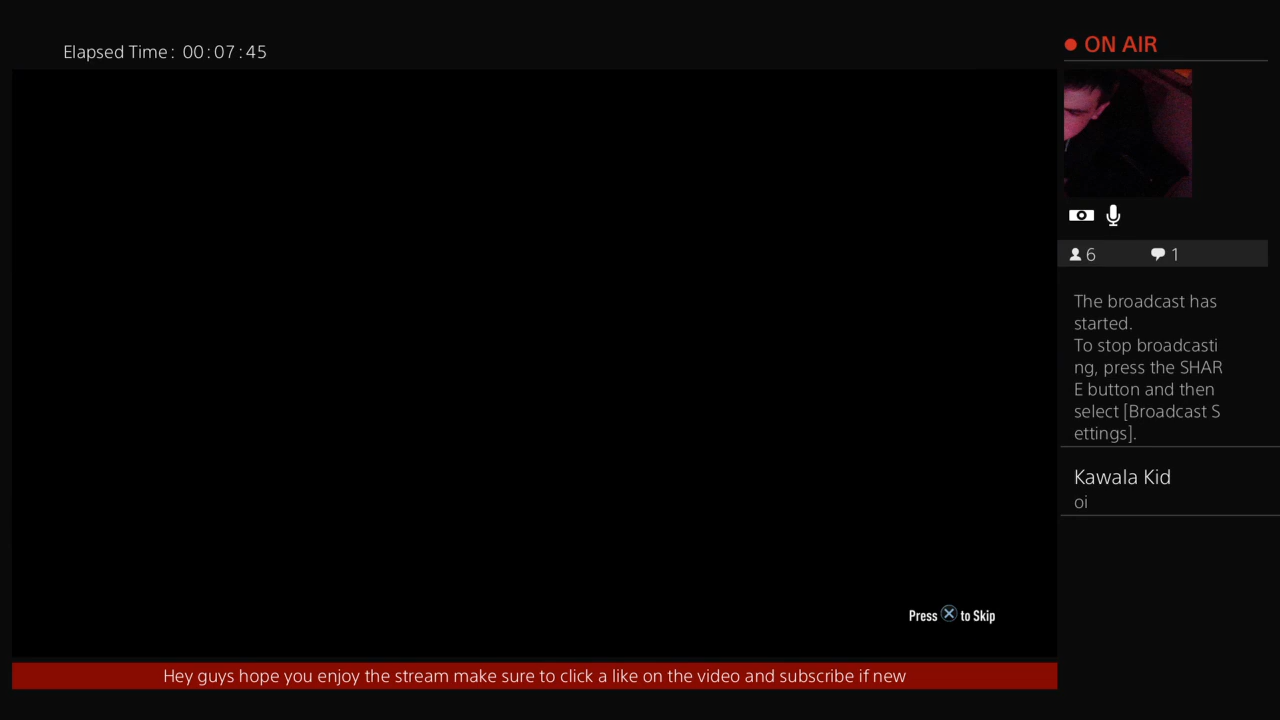 Elapsed Time: 00:07:45
ON AIR
6 1
The broadcast has
started.
To stop broadcasti
ng, press the SHAR
E button and then
select [Broadcast S
ettings].
Kawala Kid
oi
Press to Skip
Hey guys hope you enjoy the stream make sure to click a like on the video and subscribe if new